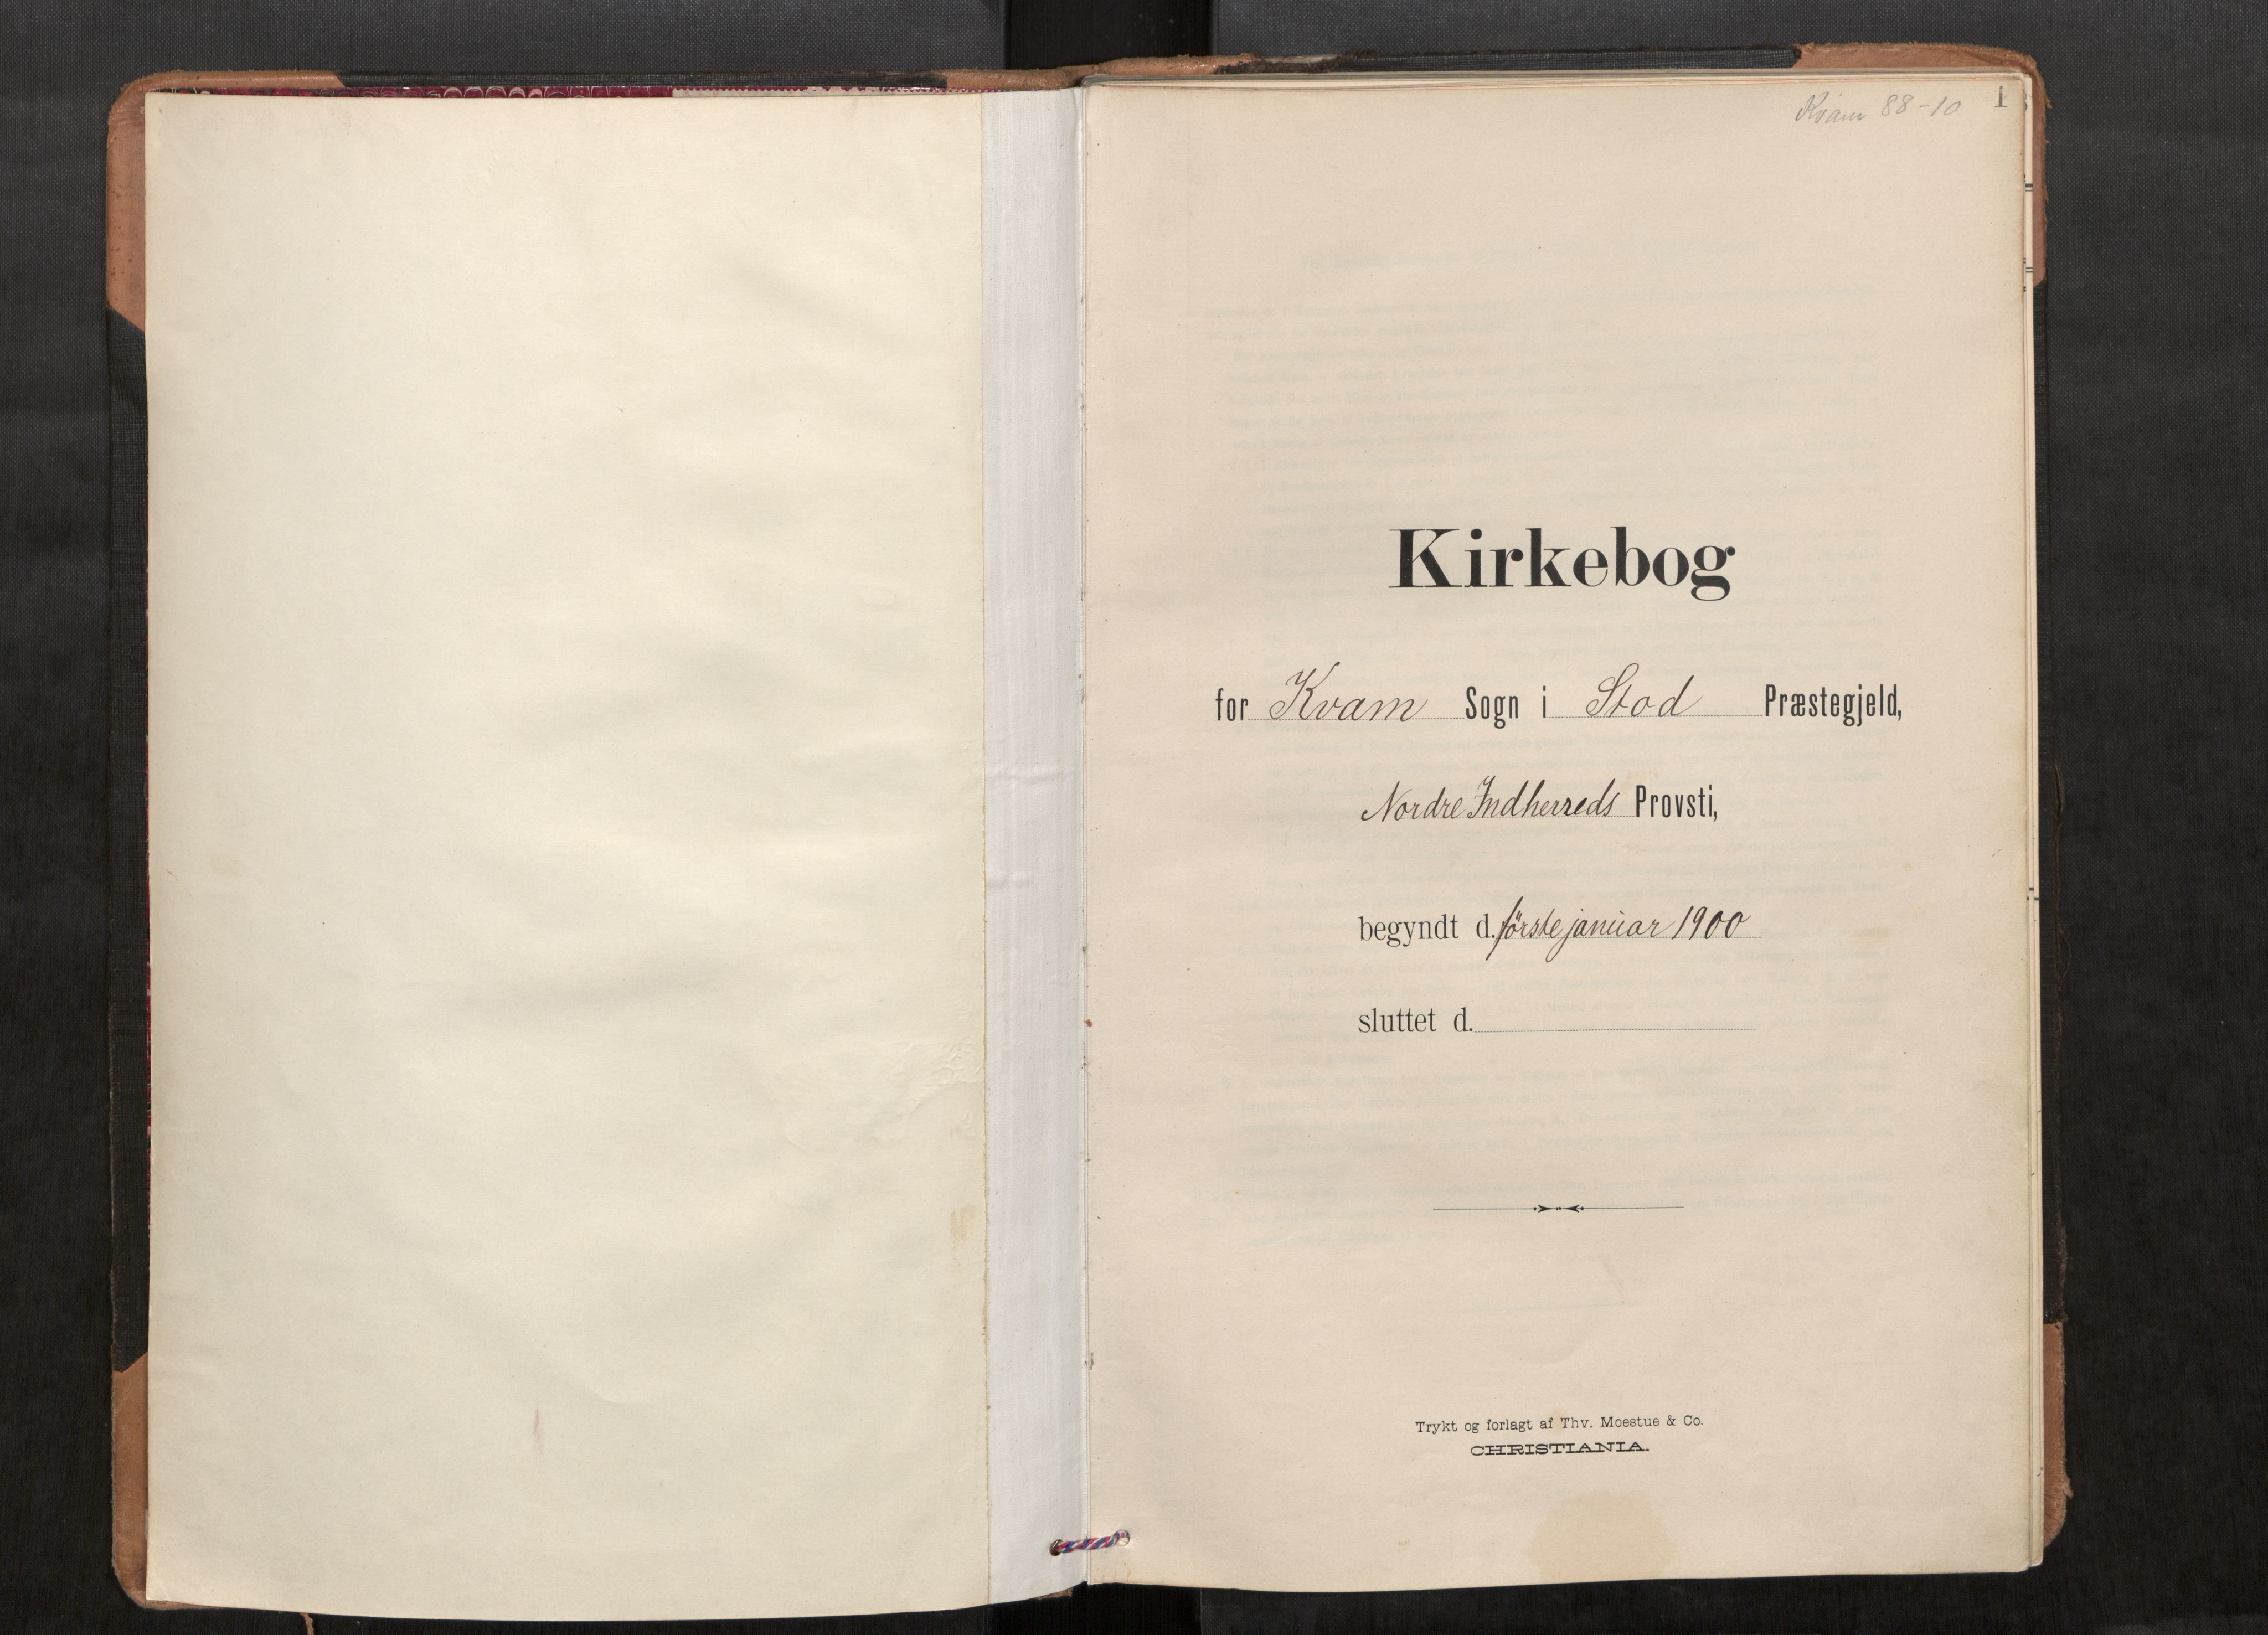 Kvam 88-10
1
Kirkebog
for Kvam Sogn i Stod Præstegjeld,
Nordre Indherreds Provsti,
begyndt d. förste januar 1900
sluttet d.
Trykt og forlagt af Thv. Moestue & Co.
CHRISTIANIA.